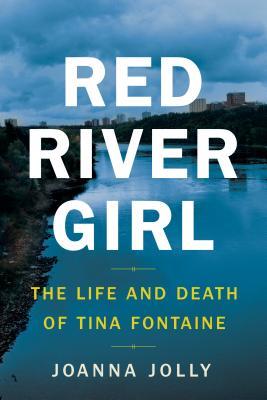 RED
RIVER
GIRL
THE LIFE AND DEATH
OF TINA FONTAINE
JOANNA JOLLY